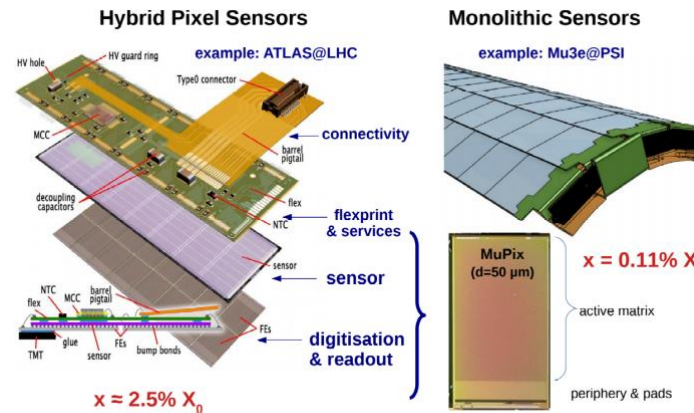 Hybrid Pixel Sensors
example: ATLAS@LHC
HV guard ring
HV hole
Type0 connector
MCC
connectivity
barrel
pigtail
decoupling
capacitors
flex
NTC
flexprint
& services
sensor
sensor
barrel
pigtail
NTC
MCC
flex
FEs
digitisation
& readout
glue
sensor
FEs
bump bonds
TMT
x ≈ 2.5% X0
Monolithic Sensors
example: Mu3e@PSI
MuPix
(d=50 µm)
x = 0.11% X
active matrix
periphery & pads